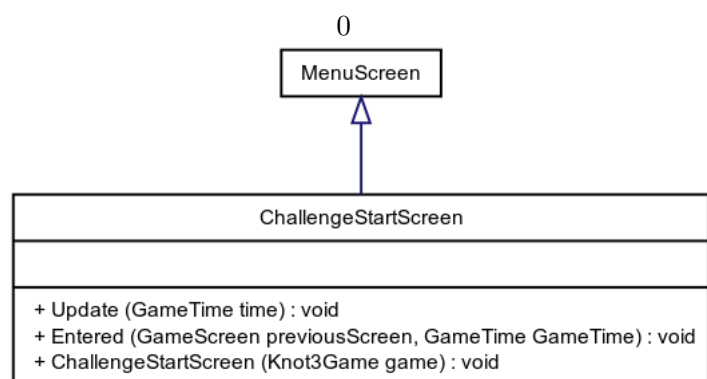 0
MenuScreen
ChallengeStartScreen
+ Update (GameTime time) : void
+ Entered (GameScreen previousScreen, GameTime GameTime) : void
+ ChallengeStartScreen (Knot3Game game) : void